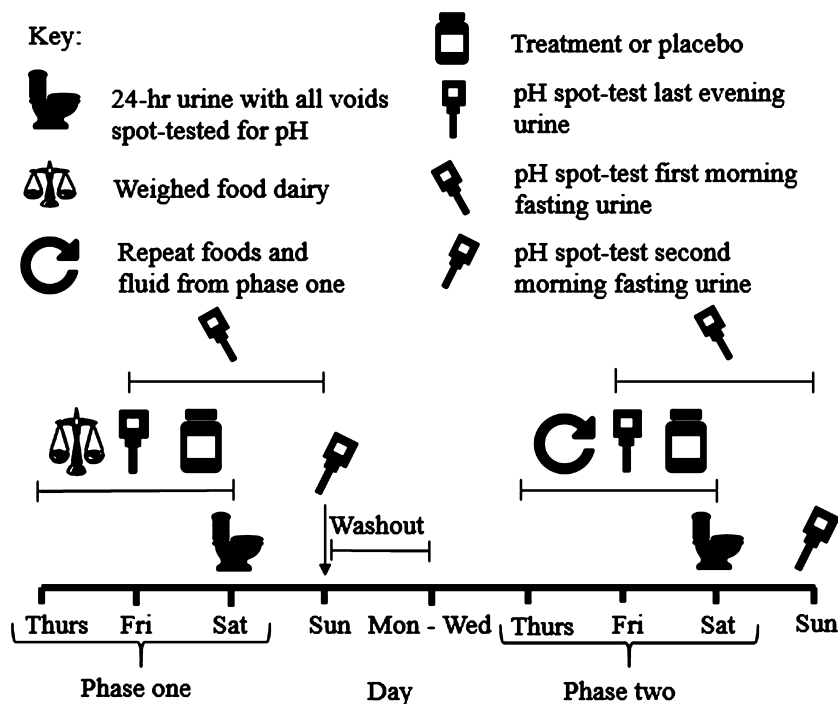 Key:
24-hr urine with all voids
spot-tested for pH
Weighed food dairy
Repeat foods and
fluid from phase one
Treatment or placebo
pH spot-test last evening
urine
pH spot-test first morning
fasting urine
pH spot-test second
morning fasting urine
Washout
Thurs Fri Sat Sun Mon - Wed Thurs Fri Sat Sun
Phase one Day Phase two